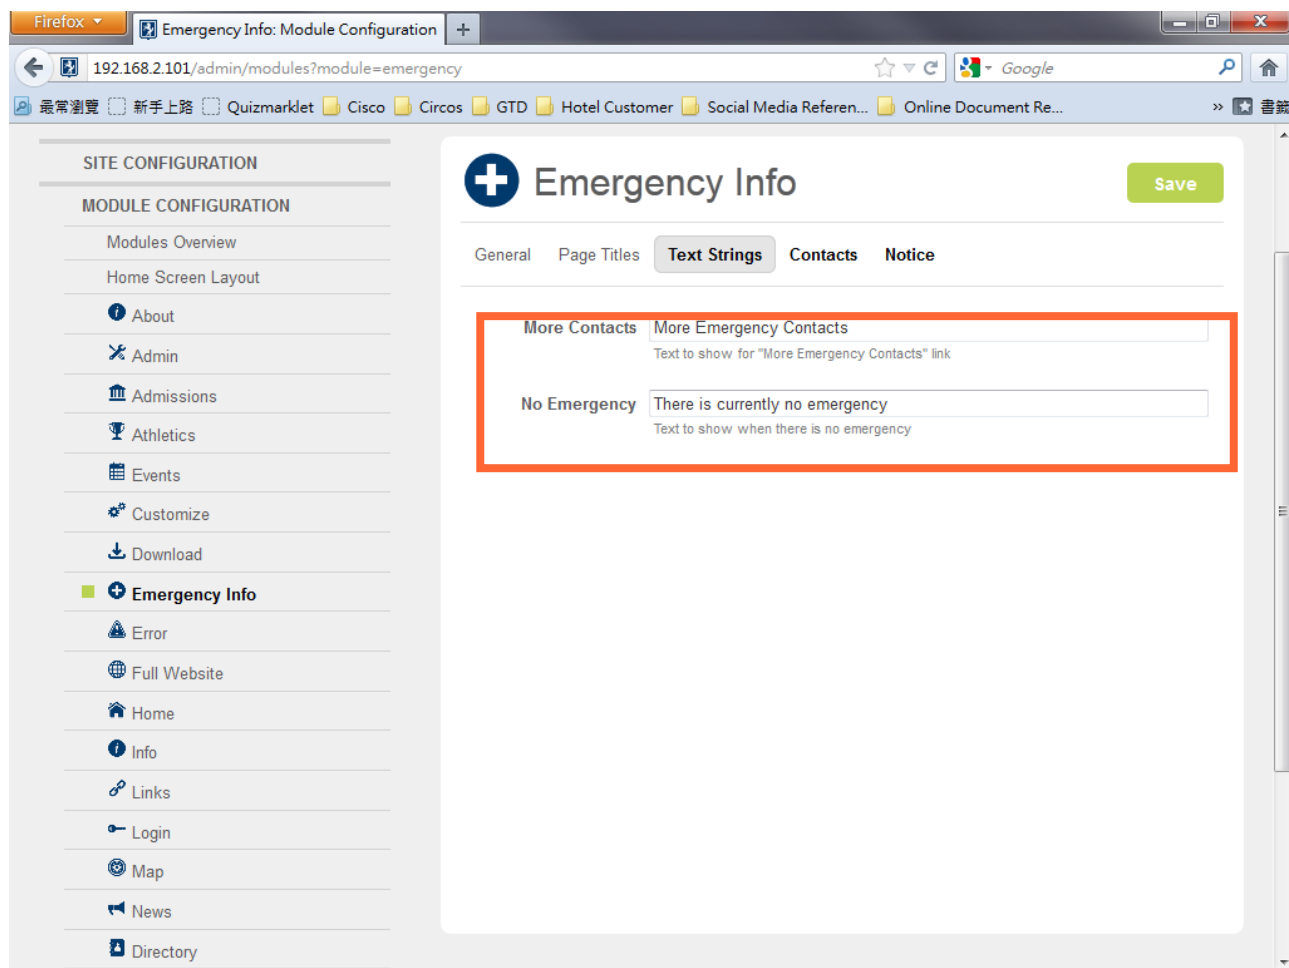 Firefox
Emergency Info: Module Configuration
192.168.2.101/admin/modules?module=emergency
Google
最常瀏覽 新手上路 Quizmarklet Cisco Circos GTD Hotel Customer Social Media Referen... Online Document Re... » 書籤
SITE CONFIGURATION
MODULE CONFIGURATION
Modules Overview
Home Screen Layout
About
Admin
Admissions
Athletics
Events
Customize
Download
Emergency Info
Error
Full Website
Home
Info
Links
Login
Map
News
Directory
Emergency Info
Save
General Page Titles Text Strings Contacts Notice
More Contacts More Emergency Contacts
Text to show for "More Emergency Contacts" link
No Emergency There is currently no emergency
Text to show when there is no emergency